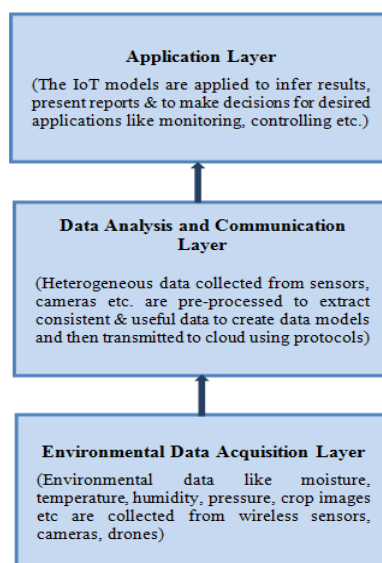 Application Layer
(The IoT models are applied to infer results,
present reports & to make decisions for desired
applications like monitoring, controlling etc.)
Data Analysis and Communication
Layer
(Heterogeneous data collected from sensors,
cameras etc. are pre-processed to extract
consistent & useful data to create data models
and then transmitted to cloud using protocols)
Environmental Data Acquisition Layer
(Environmental data like moisture,
temperature, humidity, pressure, crop images
etc are collected from wireless sensors,
cameras, drones)